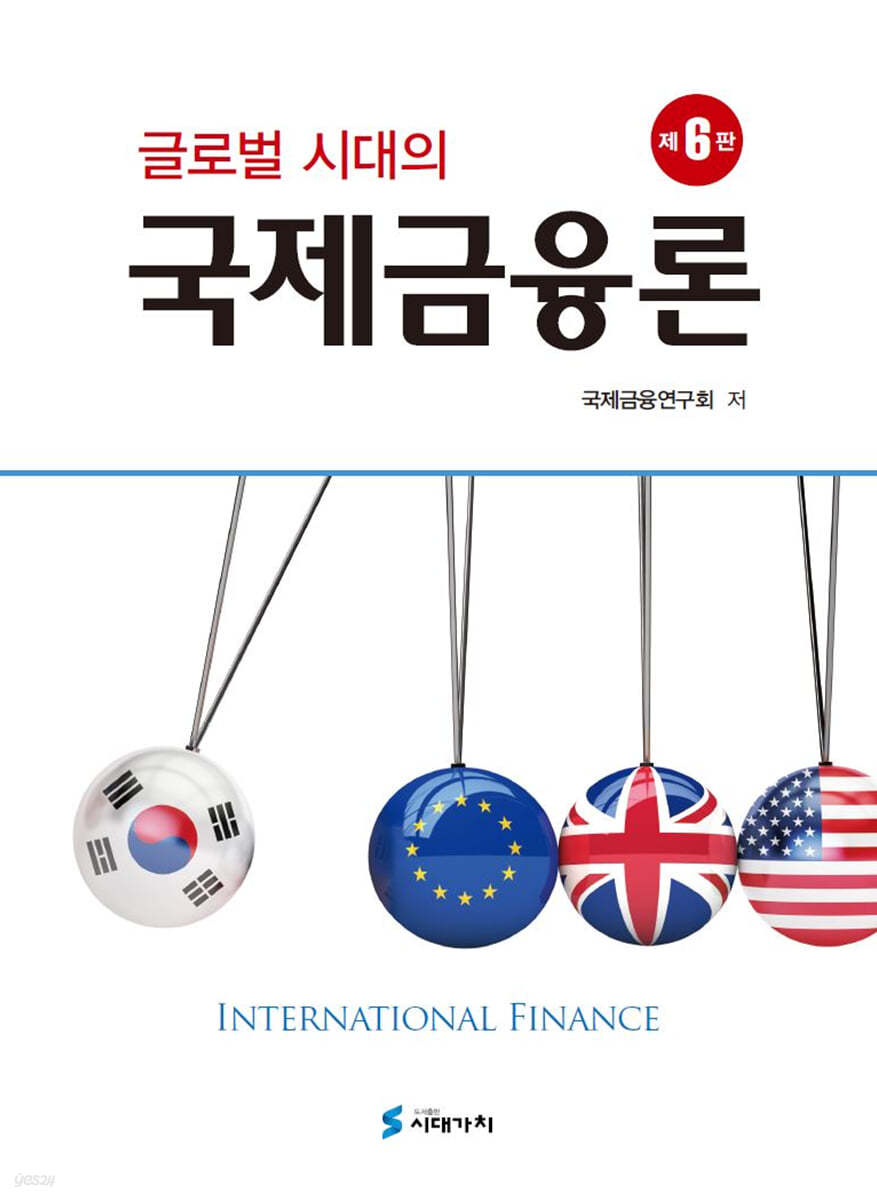 글로벌 시대의
제6판
국제금융론
국제금융연구회 저
INTERNATIONAL FINANCE
도서출판
시대가치
yes24